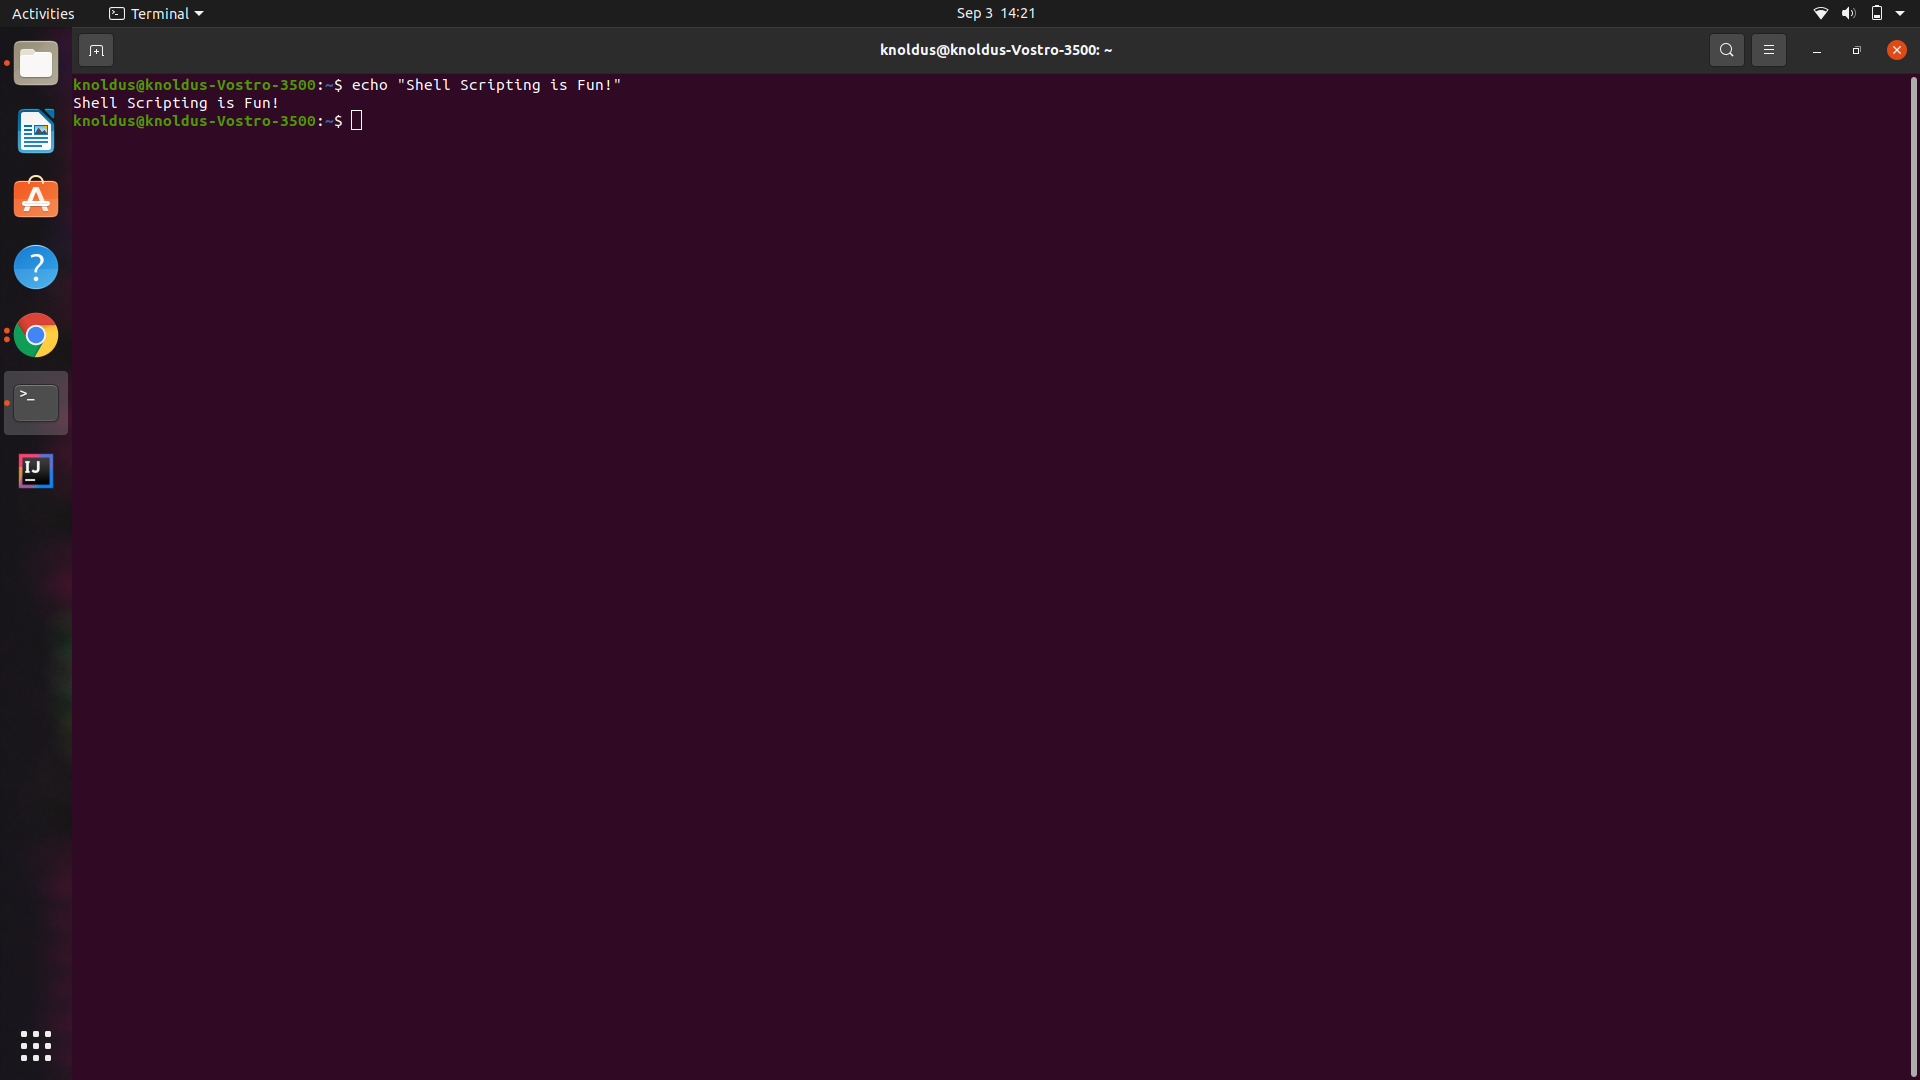 Activities Terminal Sep 3 14:21
knoldus@knoldus-Vostro-3500: ~
knoldus@knoldus-Vostro-3500:~$ echo "Shell Scripting is Fun!"
Shell Scripting is Fun!
knoldus@knoldus-Vostro-3500:~$
>_
IJ